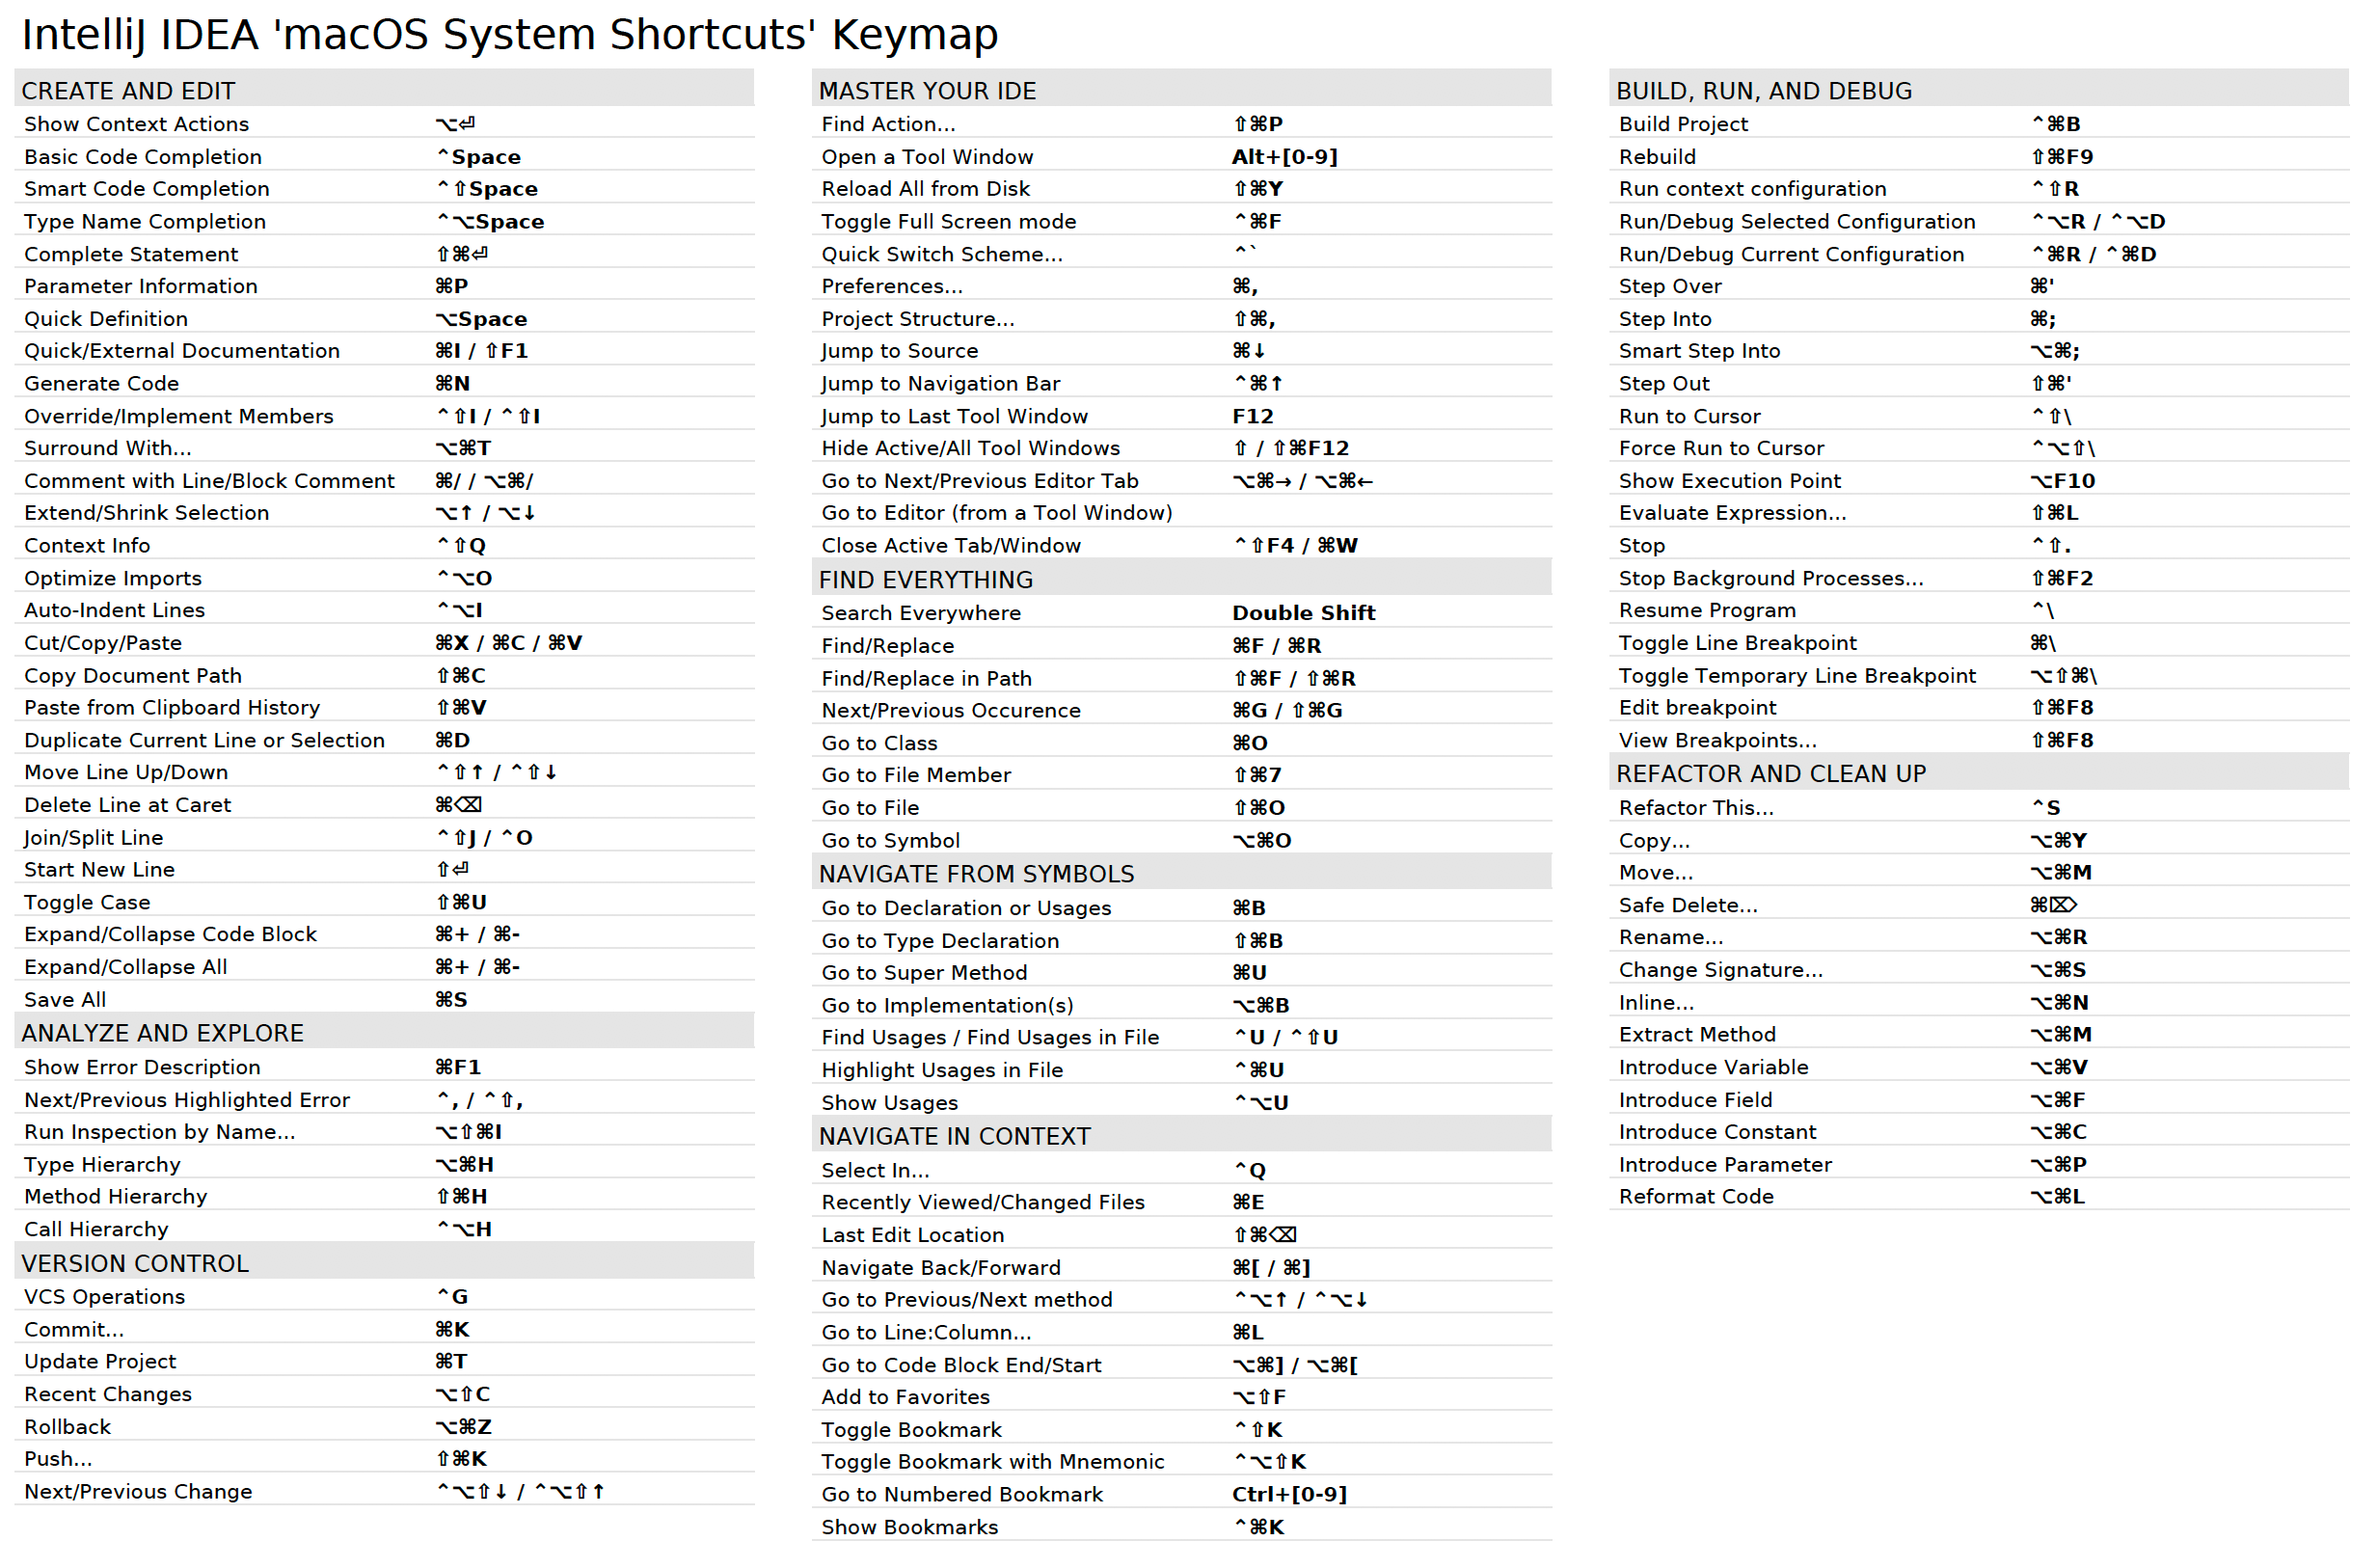 IntelliJ IDEA 'macOS System Shortcuts' Keymap
CREATE AND EDIT
Show Context Actions ⌥⏎
Basic Code Completion ⌃Space
Smart Code Completion ⌃⇧Space
Type Name Completion ⌃⌥Space
Complete Statement ⇧⌘⏎
Parameter Information ⌘P
Quick Definition ⌥Space
Quick/External Documentation ⌘I / ⇧F1
Generate Code ⌘N
Override/Implement Members ⌃⇧I / ⌃⇧I
Surround With... ⌥⌘T
Comment with Line/Block Comment ⌘/ / ⌥⌘/
Extend/Shrink Selection ⌥↑ / ⌥↓
Context Info ⌃⇧Q
Optimize Imports ⌃⌥O
Auto-Indent Lines ⌃⌥I
Cut/Copy/Paste ⌘X / ⌘C / ⌘V
Copy Document Path ⇧⌘C
Paste from Clipboard History ⇧⌘V
Duplicate Current Line or Selection ⌘D
Move Line Up/Down ⌃⇧↑ / ⌃⇧↓
Delete Line at Caret ⌘⌫
Join/Split Line ⌃⇧J / ⌃O
Start New Line ⇧⏎
Toggle Case ⇧⌘U
Expand/Collapse Code Block ⌘+ / ⌘-
Expand/Collapse All ⌘+ / ⌘-
Save All ⌘S
ANALYZE AND EXPLORE
Show Error Description ⌘F1
Next/Previous Highlighted Error ⌃, / ⌃⇧,
Run Inspection by Name... ⌥⇧⌘I
Type Hierarchy ⌥⌘H
Method Hierarchy ⇧⌘H
Call Hierarchy ⌃⌥H
VERSION CONTROL
VCS Operations ⌃G
Commit... ⌘K
Update Project ⌘T
Recent Changes ⌥⇧C
Rollback ⌥⌘Z
Push... ⇧⌘K
Next/Previous Change ⌃⌥⇧↓ / ⌃⌥⇧↑
MASTER YOUR IDE
Find Action... ⇧⌘P
Open a Tool Window Alt+[0-9]
Reload All from Disk ⇧⌘Y
Toggle Full Screen mode ⌃⌘F
Quick Switch Scheme... ⌃`
Preferences... ⌘,
Project Structure... ⇧⌘,
Jump to Source ⌘↓
Jump to Navigation Bar ⌃⌘↑
Jump to Last Tool Window F12
Hide Active/All Tool Windows ⇧ / ⇧⌘F12
Go to Next/Previous Editor Tab ⌥⌘→ / ⌥⌘←
Go to Editor (from a Tool Window)
Close Active Tab/Window ⌃⇧F4 / ⌘W
FIND EVERYTHING
Search Everywhere Double Shift
Find/Replace ⌘F / ⌘R
Find/Replace in Path ⇧⌘F / ⇧⌘R
Next/Previous Occurence ⌘G / ⇧⌘G
Go to Class ⌘O
Go to File Member ⇧⌘7
Go to File ⇧⌘O
Go to Symbol ⌥⌘O
NAVIGATE FROM SYMBOLS
Go to Declaration or Usages ⌘B
Go to Type Declaration ⇧⌘B
Go to Super Method ⌘U
Go to Implementation(s) ⌥⌘B
Find Usages / Find Usages in File ⌃U / ⌃⇧U
Highlight Usages in File ⌃⌘U
Show Usages ⌃⌥U
NAVIGATE IN CONTEXT
Select In... ⌃Q
Recently Viewed/Changed Files ⌘E
Last Edit Location ⇧⌘⌫
Navigate Back/Forward ⌘[ / ⌘]
Go to Previous/Next method ⌃⌥↑ / ⌃⌥↓
Go to Line:Column... ⌘L
Go to Code Block End/Start ⌥⌘] / ⌥⌘[
Add to Favorites ⌥⇧F
Toggle Bookmark ⌃⇧K
Toggle Bookmark with Mnemonic ⌃⌥⇧K
Go to Numbered Bookmark Ctrl+[0-9]
Show Bookmarks ⌃⌘K
BUILD, RUN, AND DEBUG
Build Project ⌃⌘B
Rebuild ⇧⌘F9
Run context configuration ⌃⇧R
Run/Debug Selected Configuration ⌃⌥R / ⌃⌥D
Run/Debug Current Configuration ⌃⌘R / ⌃⌘D
Step Over ⌘'
Step Into ⌘;
Smart Step Into ⌥⌘;
Step Out ⇧⌘'
Run to Cursor ⌃⇧\
Force Run to Cursor ⌃⌥⇧\
Show Execution Point ⌥F10
Evaluate Expression... ⇧⌘L
Stop ⌃⇧.
Stop Background Processes... ⇧⌘F2
Resume Program ⌃\
Toggle Line Breakpoint ⌘\
Toggle Temporary Line Breakpoint ⌥⇧⌘\
Edit breakpoint ⇧⌘F8
View Breakpoints... ⇧⌘F8
REFACTOR AND CLEAN UP
Refactor This... ⌃S
Copy... ⌥⌘Y
Move... ⌥⌘M
Safe Delete... ⌘⌦
Rename... ⌥⌘R
Change Signature... ⌥⌘S
Inline... ⌥⌘N
Extract Method ⌥⌘M
Introduce Variable ⌥⌘V
Introduce Field ⌥⌘F
Introduce Constant ⌥⌘C
Introduce Parameter ⌥⌘P
Reformat Code ⌥⌘L